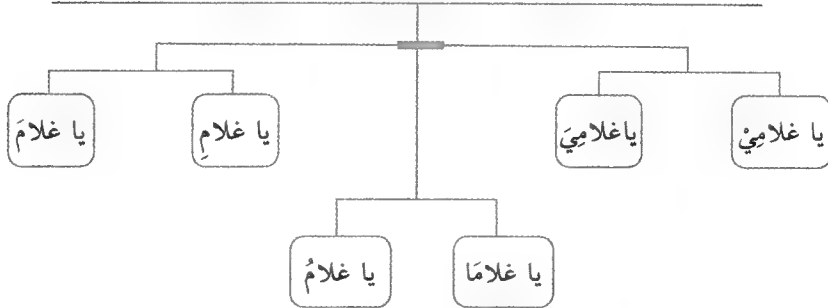 يا غلامِيْ
ياغلامِيَ
يا غلامِ
يا غلامَ
يا غلامَا
يا غلامُ